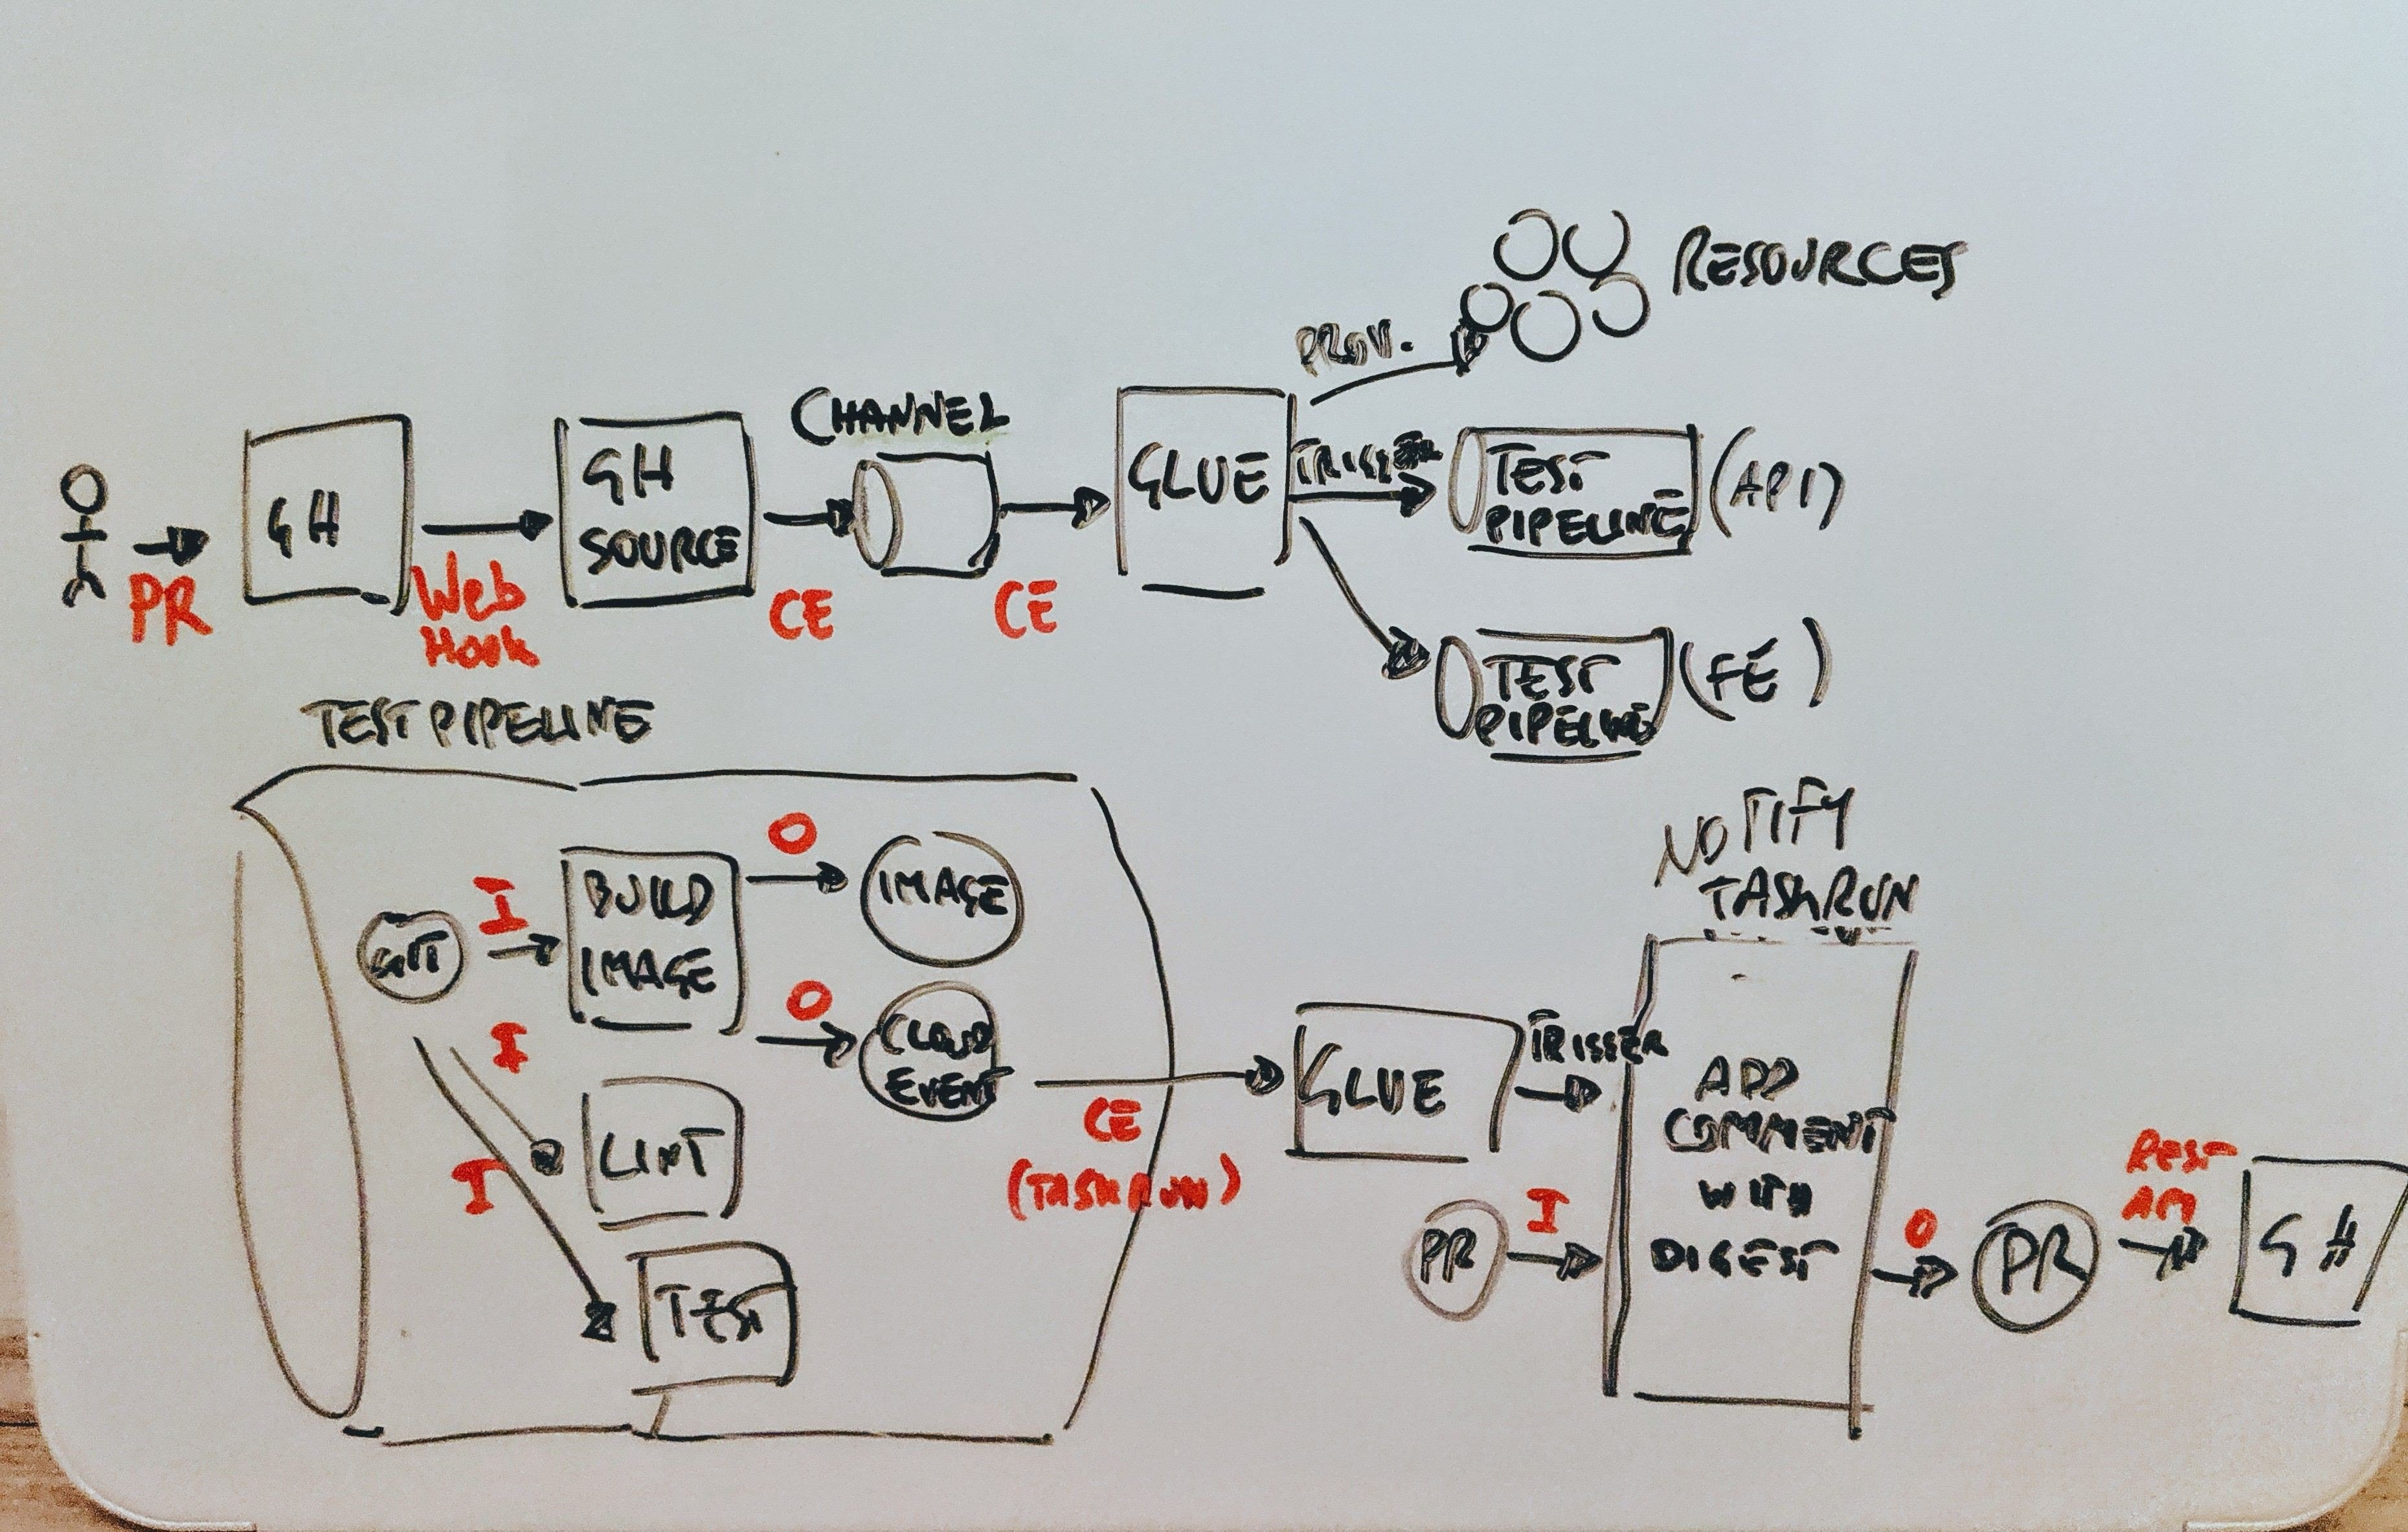 RESOURCES
PROV.
CHANNEL
GH
GH
SOURCE
GLUE
TRIGGER
TEST
PIPELINE
(API)
PR
Web
Hook
CE
CE
TEST
PIPELINE
(FE)
TEST PIPELINE
NOTIFY
TASKRUN
O
IMAGE
I
BUILD
IMAGE
GIT
O
CLOUD
EVENT
I
LINT
I
TEST
CE
(TASKRUN)
GLUE
TRIGGER
ADD
COMMENT
WITH
DIGEST
PR
I
O
PR
REST
API
GH